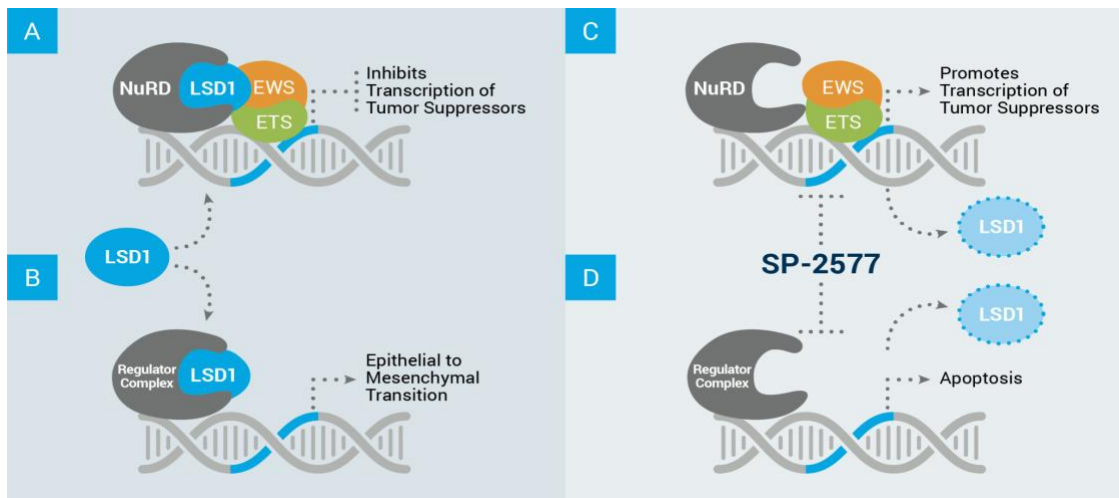 A
NuRD
LSD1
EWS
ETS
Inhibits
Transcription of
Tumor Suppressors
LSD1
B
Regulator
Complex
LSD1
Epithelial to
Mesenchymal
Transition
C
NuRD
EWS
ETS
Promotes
Transcription of
Tumor Suppressors
LSD1
SP-2577
D
LSD1
Regulator
Complex
Apoptosis